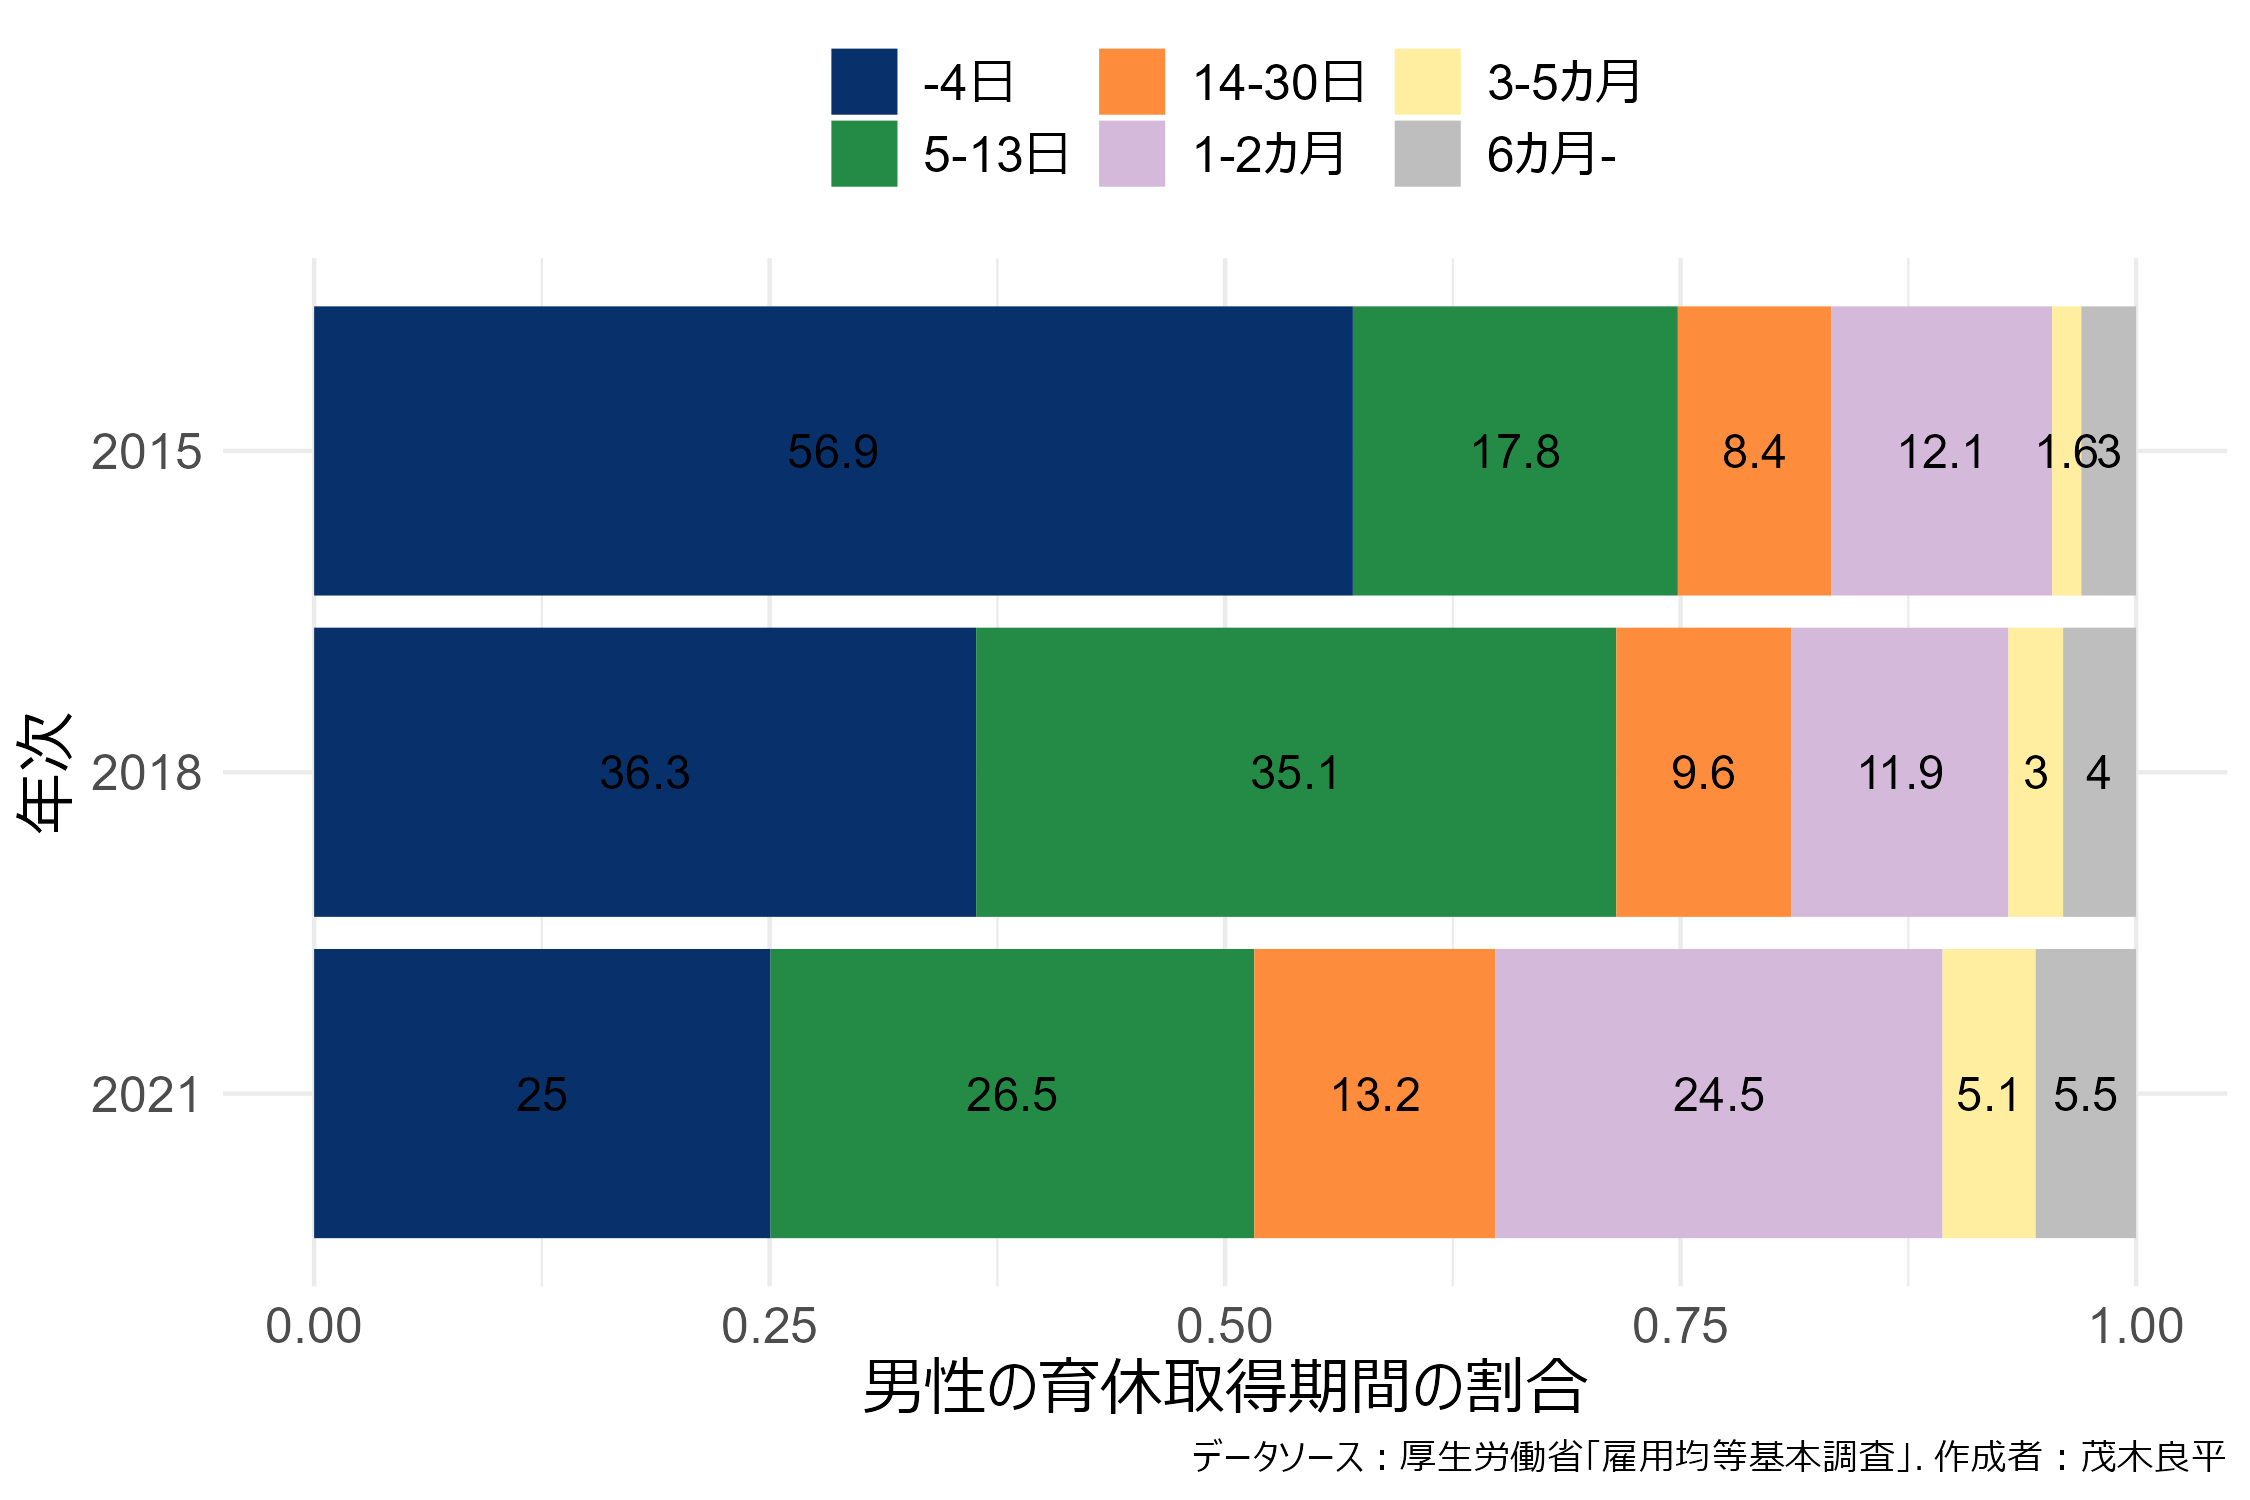 -4日 14-30日 3-5カ月
5-13日 1-2カ月 6カ月-
2015 56.9 17.8 8.4 12.1 1.6 3
2018 36.3 35.1 9.6 11.9 3 4
年次
2021 25 26.5 13.2 24.5 5.1 5.5
0.00 0.25 0.50 0.75 1.00
男性の育休取得期間の割合
データソース：厚生労働省「雇用均等基本調査」. 作成者：茂木良平